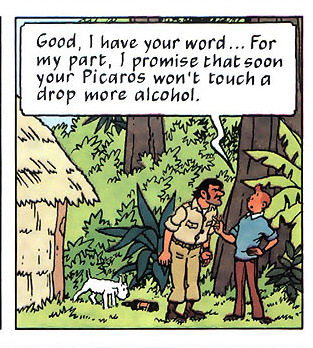 Good, I have your word... For
my part, I promise that soon
your Picaros won't touch a
drop more alcohol.